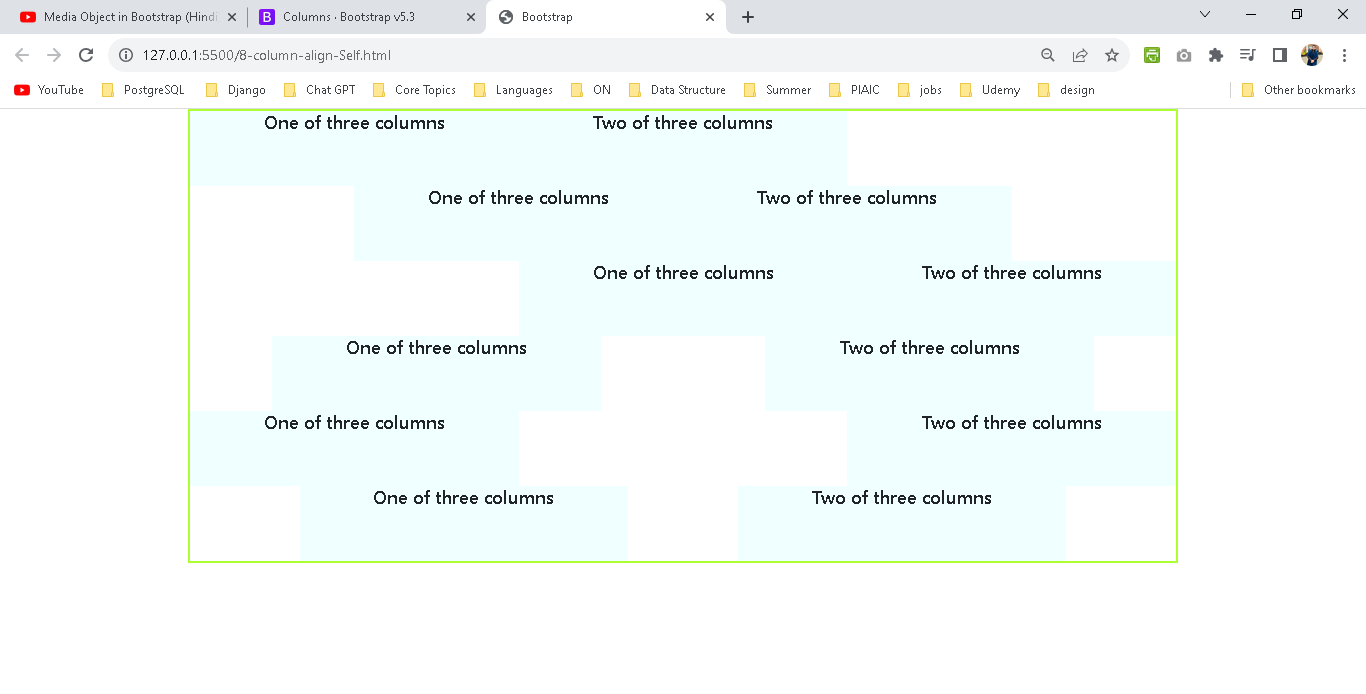 Media Object in Bootstrap (Hindi
Columns · Bootstrap v5.3
Bootstrap
127.0.0.1:5500/8-column-align-Self.html
YouTube PostgreSQL Django Chat GPT Core Topics Languages ON Data Structure Summer PIAIC jobs Udemy design Other bookmarks
One of three columns Two of three columns
One of three columns Two of three columns
One of three columns Two of three columns
One of three columns Two of three columns
One of three columns Two of three columns
One of three columns Two of three columns